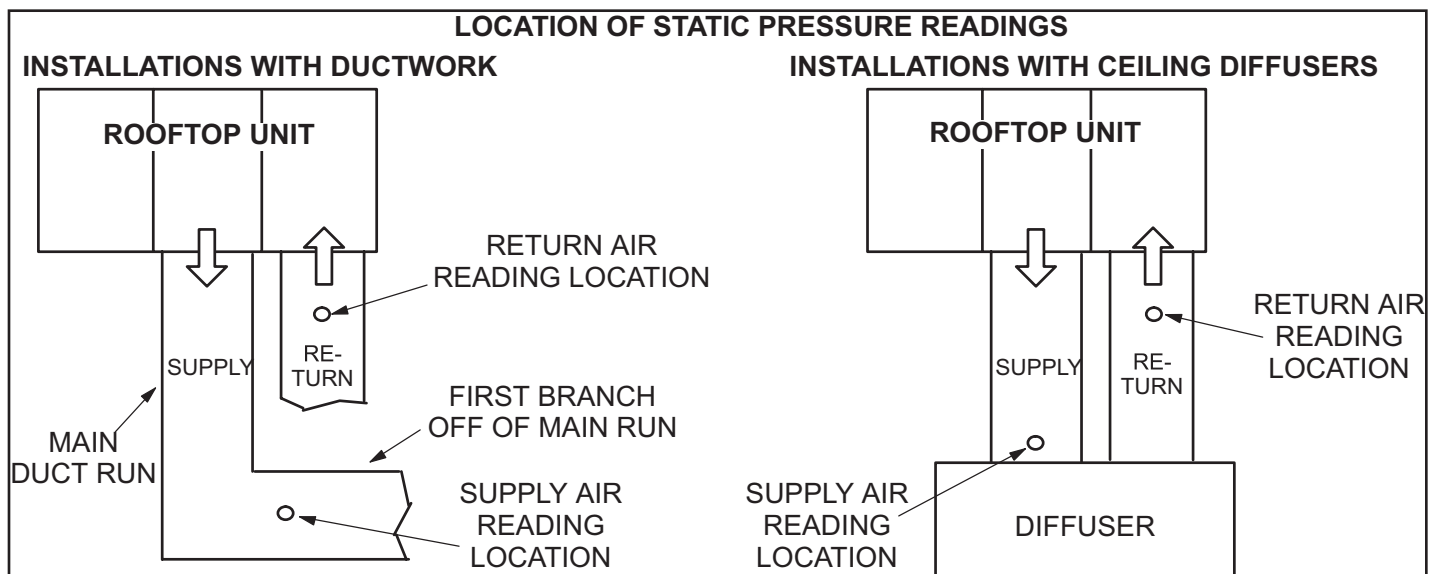 LOCATION OF STATIC PRESSURE READINGS
INSTALLATIONS WITH DUCTWORK
ROOFTOP UNIT
RETURN AIR
READING LOCATION
SUPPLY
RE-
TURN
FIRST BRANCH
OFF OF MAIN RUN
MAIN
DUCT RUN
SUPPLY AIR
READING
LOCATION
INSTALLATIONS WITH CEILING DIFFUSERS
ROOFTOP UNIT
RETURN AIR
READING
LOCATION
SUPPLY
RE-
TURN
SUPPLY AIR
READING
LOCATION
DIFFUSER